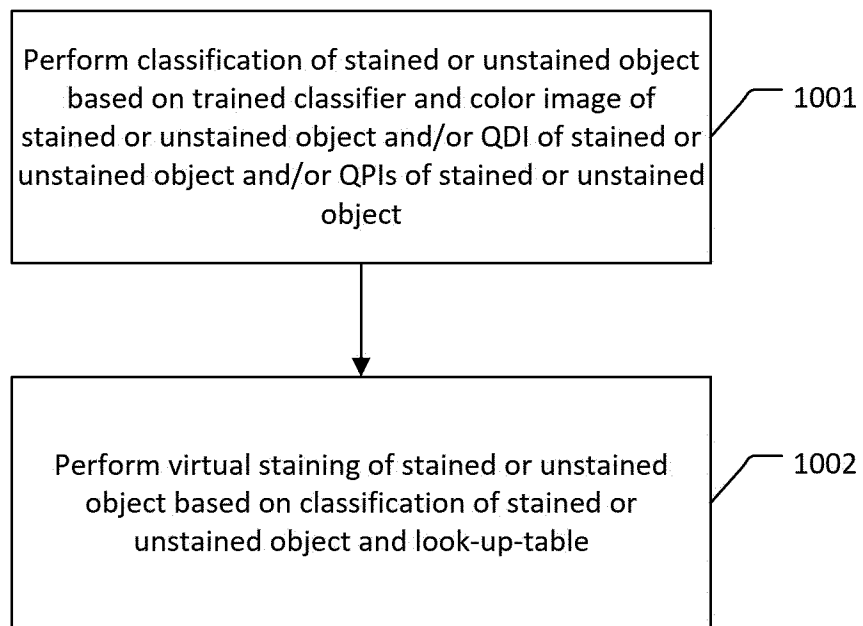 Perform classification of stained or unstained object
based on trained classifier and color image of
stained or unstained object and/or QDI of stained or
unstained object and/or QPIs of stained or unstained
object
1001
Perform virtual staining of stained or unstained
object based on classification of stained or
unstained object and look-up-table
1002